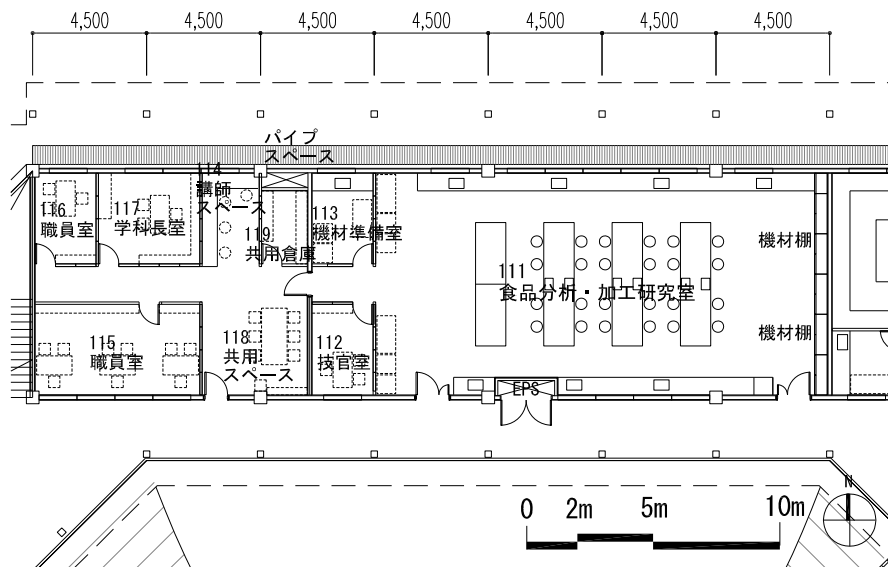 4,500
4,500
4,500
4,500
4,500
4,500
4,500
パイプ
スペース
114
講師
スペース
116
職員室
117
学科長室
119
共用倉庫
113
機材準備室
111
食品分析・加工研究室
機材棚
機材棚
115
職員室
118
共用
スペース
112
技官室
EPS
0 2m 5m 10m
N